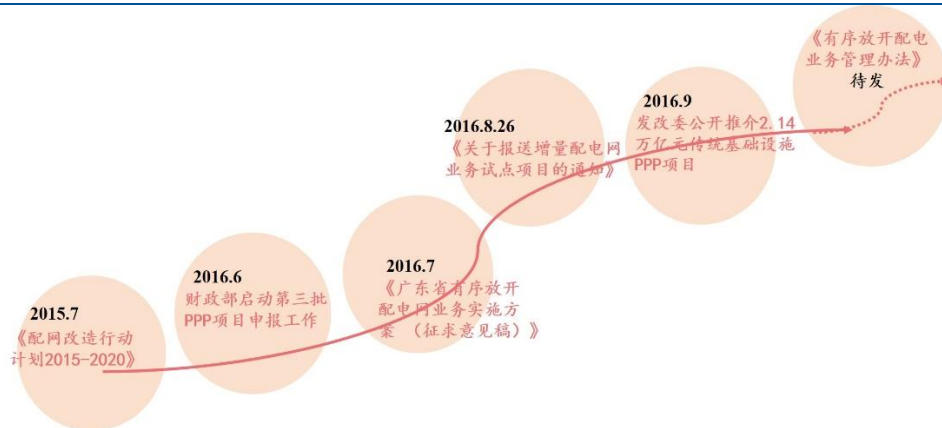 2015.7
《配网改造行动
计划2015-2020》
2016.6
财政部启动第三批
PPP项目申报工作
2016.7
《广东省有序放开
配电网业务实施方
案 （征求意见稿）》
2016.8.26
《关于报送增量配电网
业务试点项目的通知》
2016.9
发改委公开推介2.14
万亿元传统基础设施
PPP项目
《有序放开配电
业务管理办法》
待发